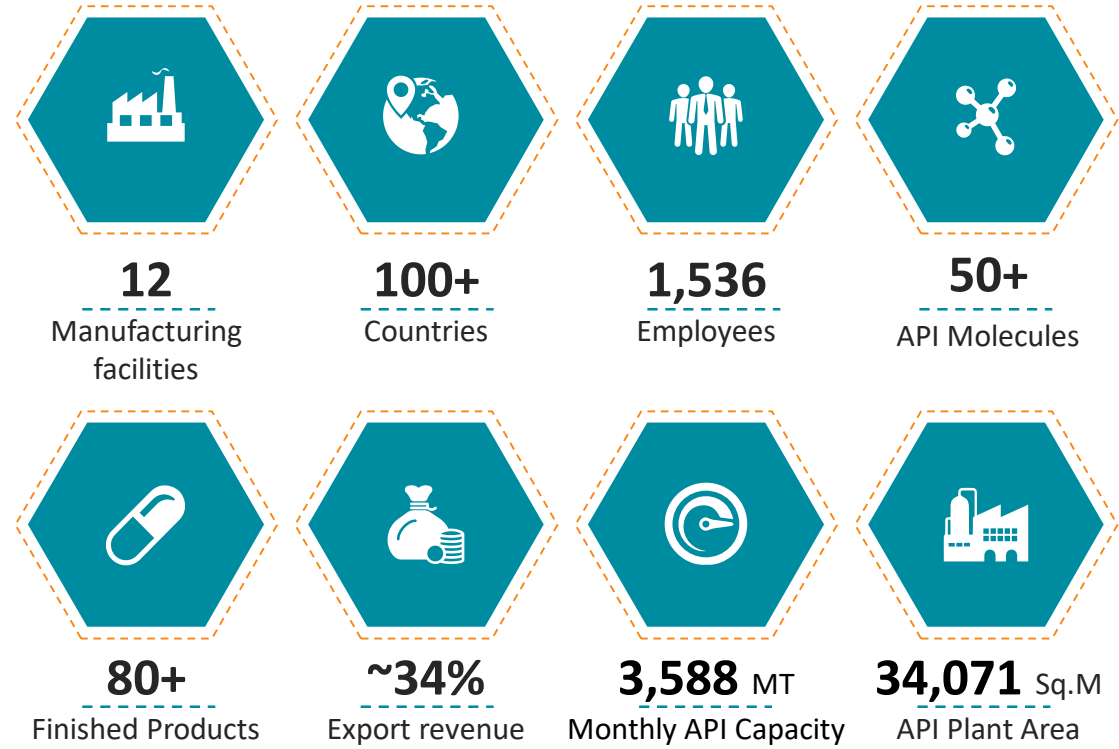 12
Manufacturing
facilities
100+
Countries
1,536
Employees
50+
API Molecules
80+
Finished Products
~34%
Export revenue
3,588 MT
Monthly API Capacity
34,071 Sq.M
API Plant Area